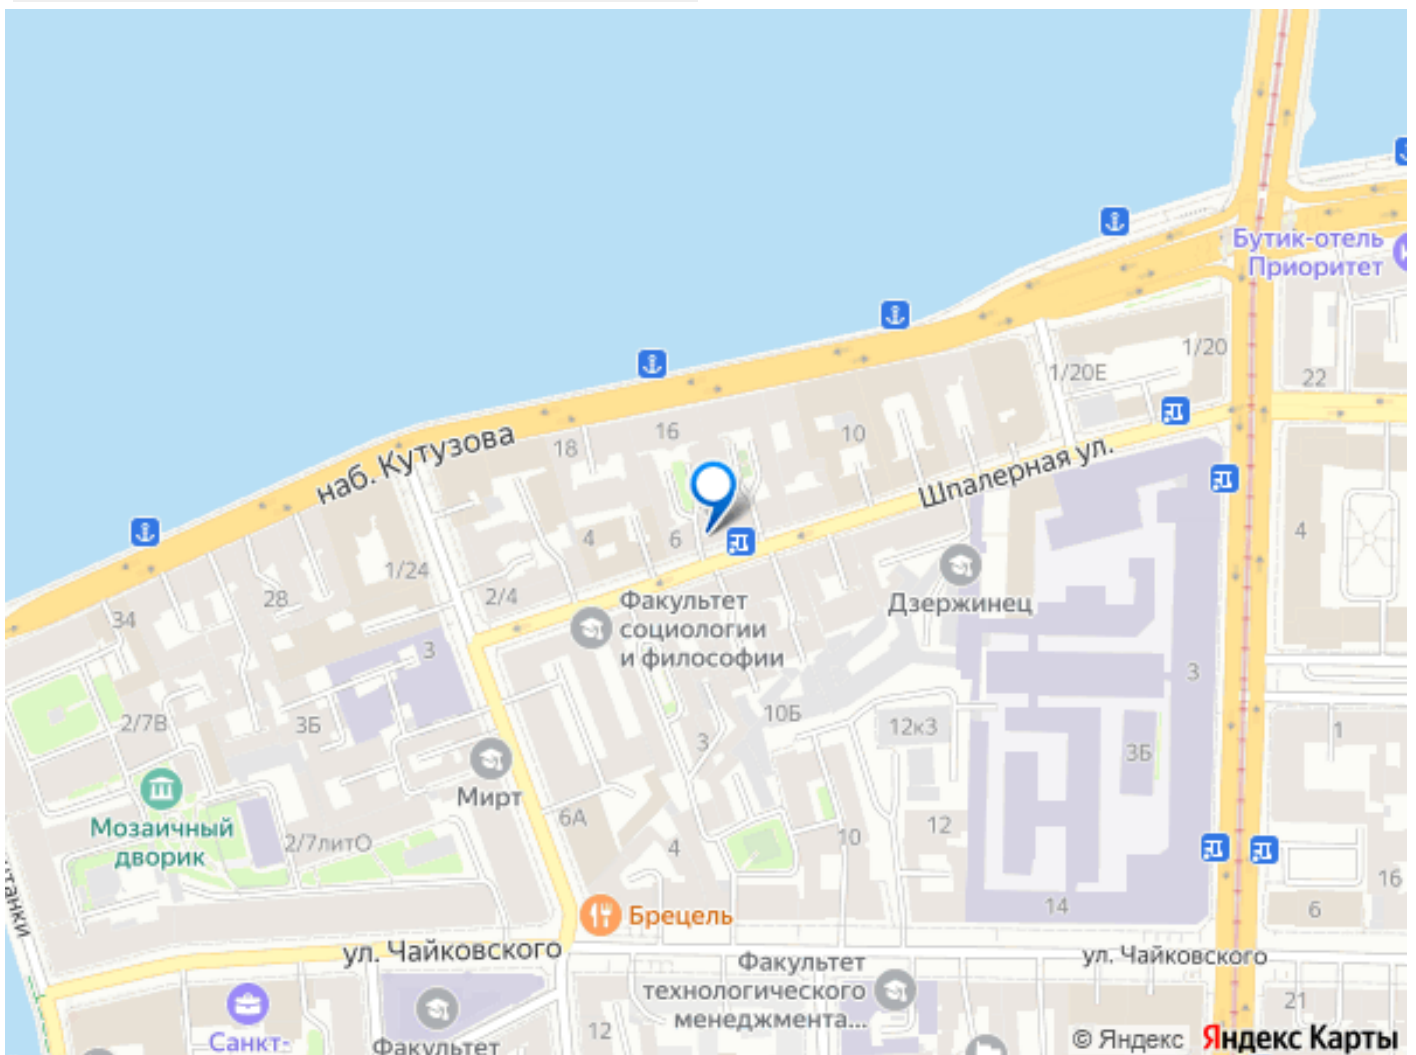 Бутик-отель
Приоритет
1/20
1/20Е
22
16
18
10
наб. Кутузова
Шпалерная ул.
4
6
4
1/24
2/4
28
34
Факультет
социологии
и философии
Дзержинец
3
3
2/7В
3Б
10Б
12к3
3
3Б
1
Мирт
Мозаичный
дворик
2/7литО
6А
4
10
12
16
14
6
Брецель
ул. Чайковского
ул. Чайковского
Факультет
технологического
менеджмента...
21
12
Санкт-
Факультет
© Яндекс Яндекс Карты